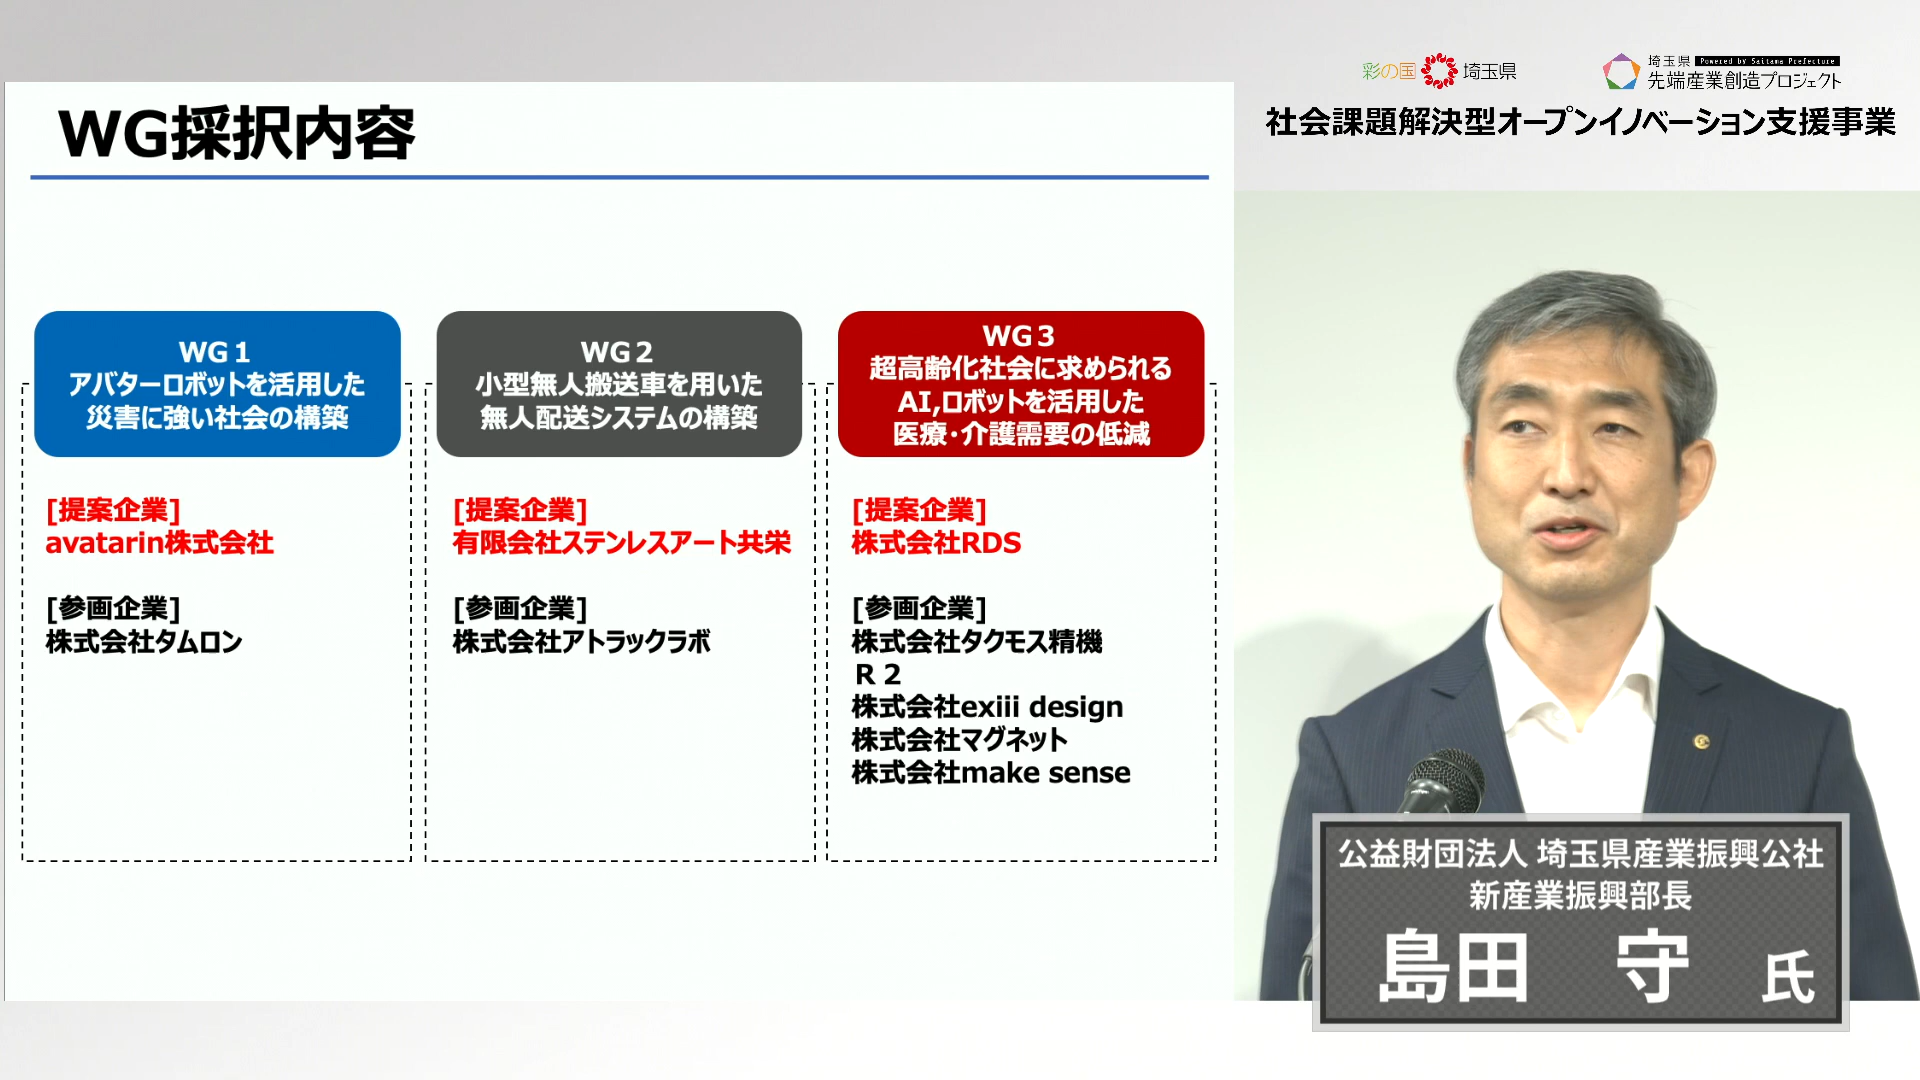 WG採択内容
WG１
アバターロボットを活用した
災害に強い社会の構築
[提案企業]
avatarin株式会社
[参画企業]
株式会社タムロン
WG２
小型無人搬送車を用いた
無人配送システムの構築
[提案企業]
有限会社ステンレスアート共栄
[参画企業]
株式会社アトラックラボ
WG３
超高齢化社会に求められる
AI,ロボットを活用した
医療・介護需要の低減
[提案企業]
株式会社RDS
[参画企業]
株式会社タクモス精機
Ｒ２
株式会社exiii design
株式会社マグネット
株式会社make sense
彩の国 埼玉県
埼玉県 Powered by Saitama Prefecture
先端産業創造プロジェクト
社会課題解決型オープンイノベーション支援事業
公益財団法人 埼玉県産業振興公社
新産業振興部長
島田 守 氏